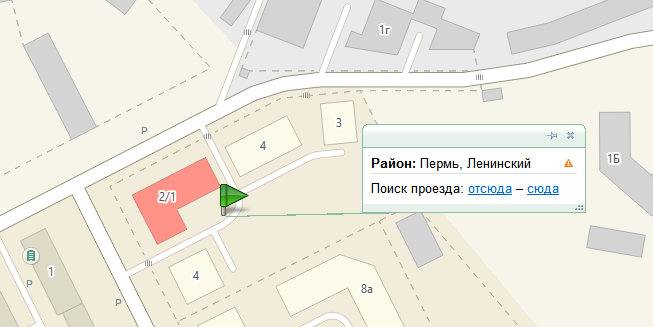 1г
3
Р
4
1Б
Район: Пермь, Ленинский
Поиск проезда: отсюда – сюда
Р
2/1
1
4
8а
Р